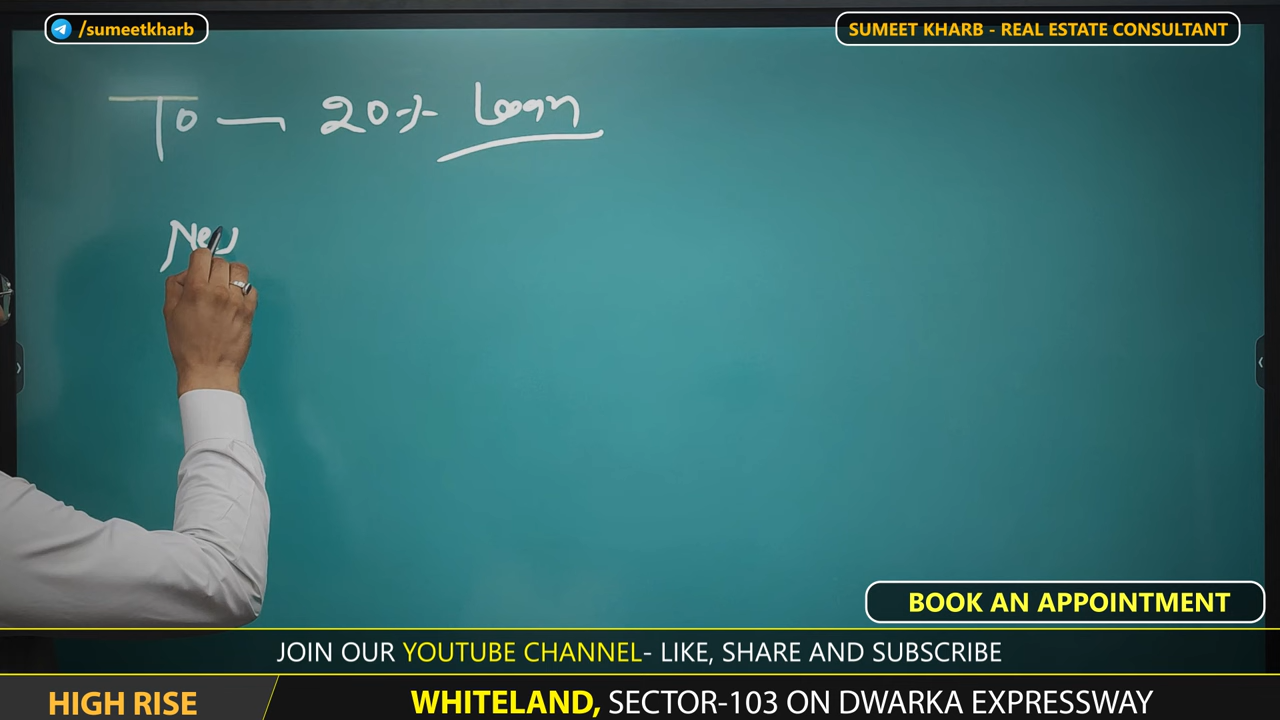 /sumeetkharb
SUMEET KHARB - REAL ESTATE CONSULTANT
To — 20% Loan
New
BOOK AN APPOINTMENT
JOIN OUR YOUTUBE CHANNEL- LIKE, SHARE AND SUBSCRIBE
HIGH RISE
WHITELAND, SECTOR-103 ON DWARKA EXPRESSWAY